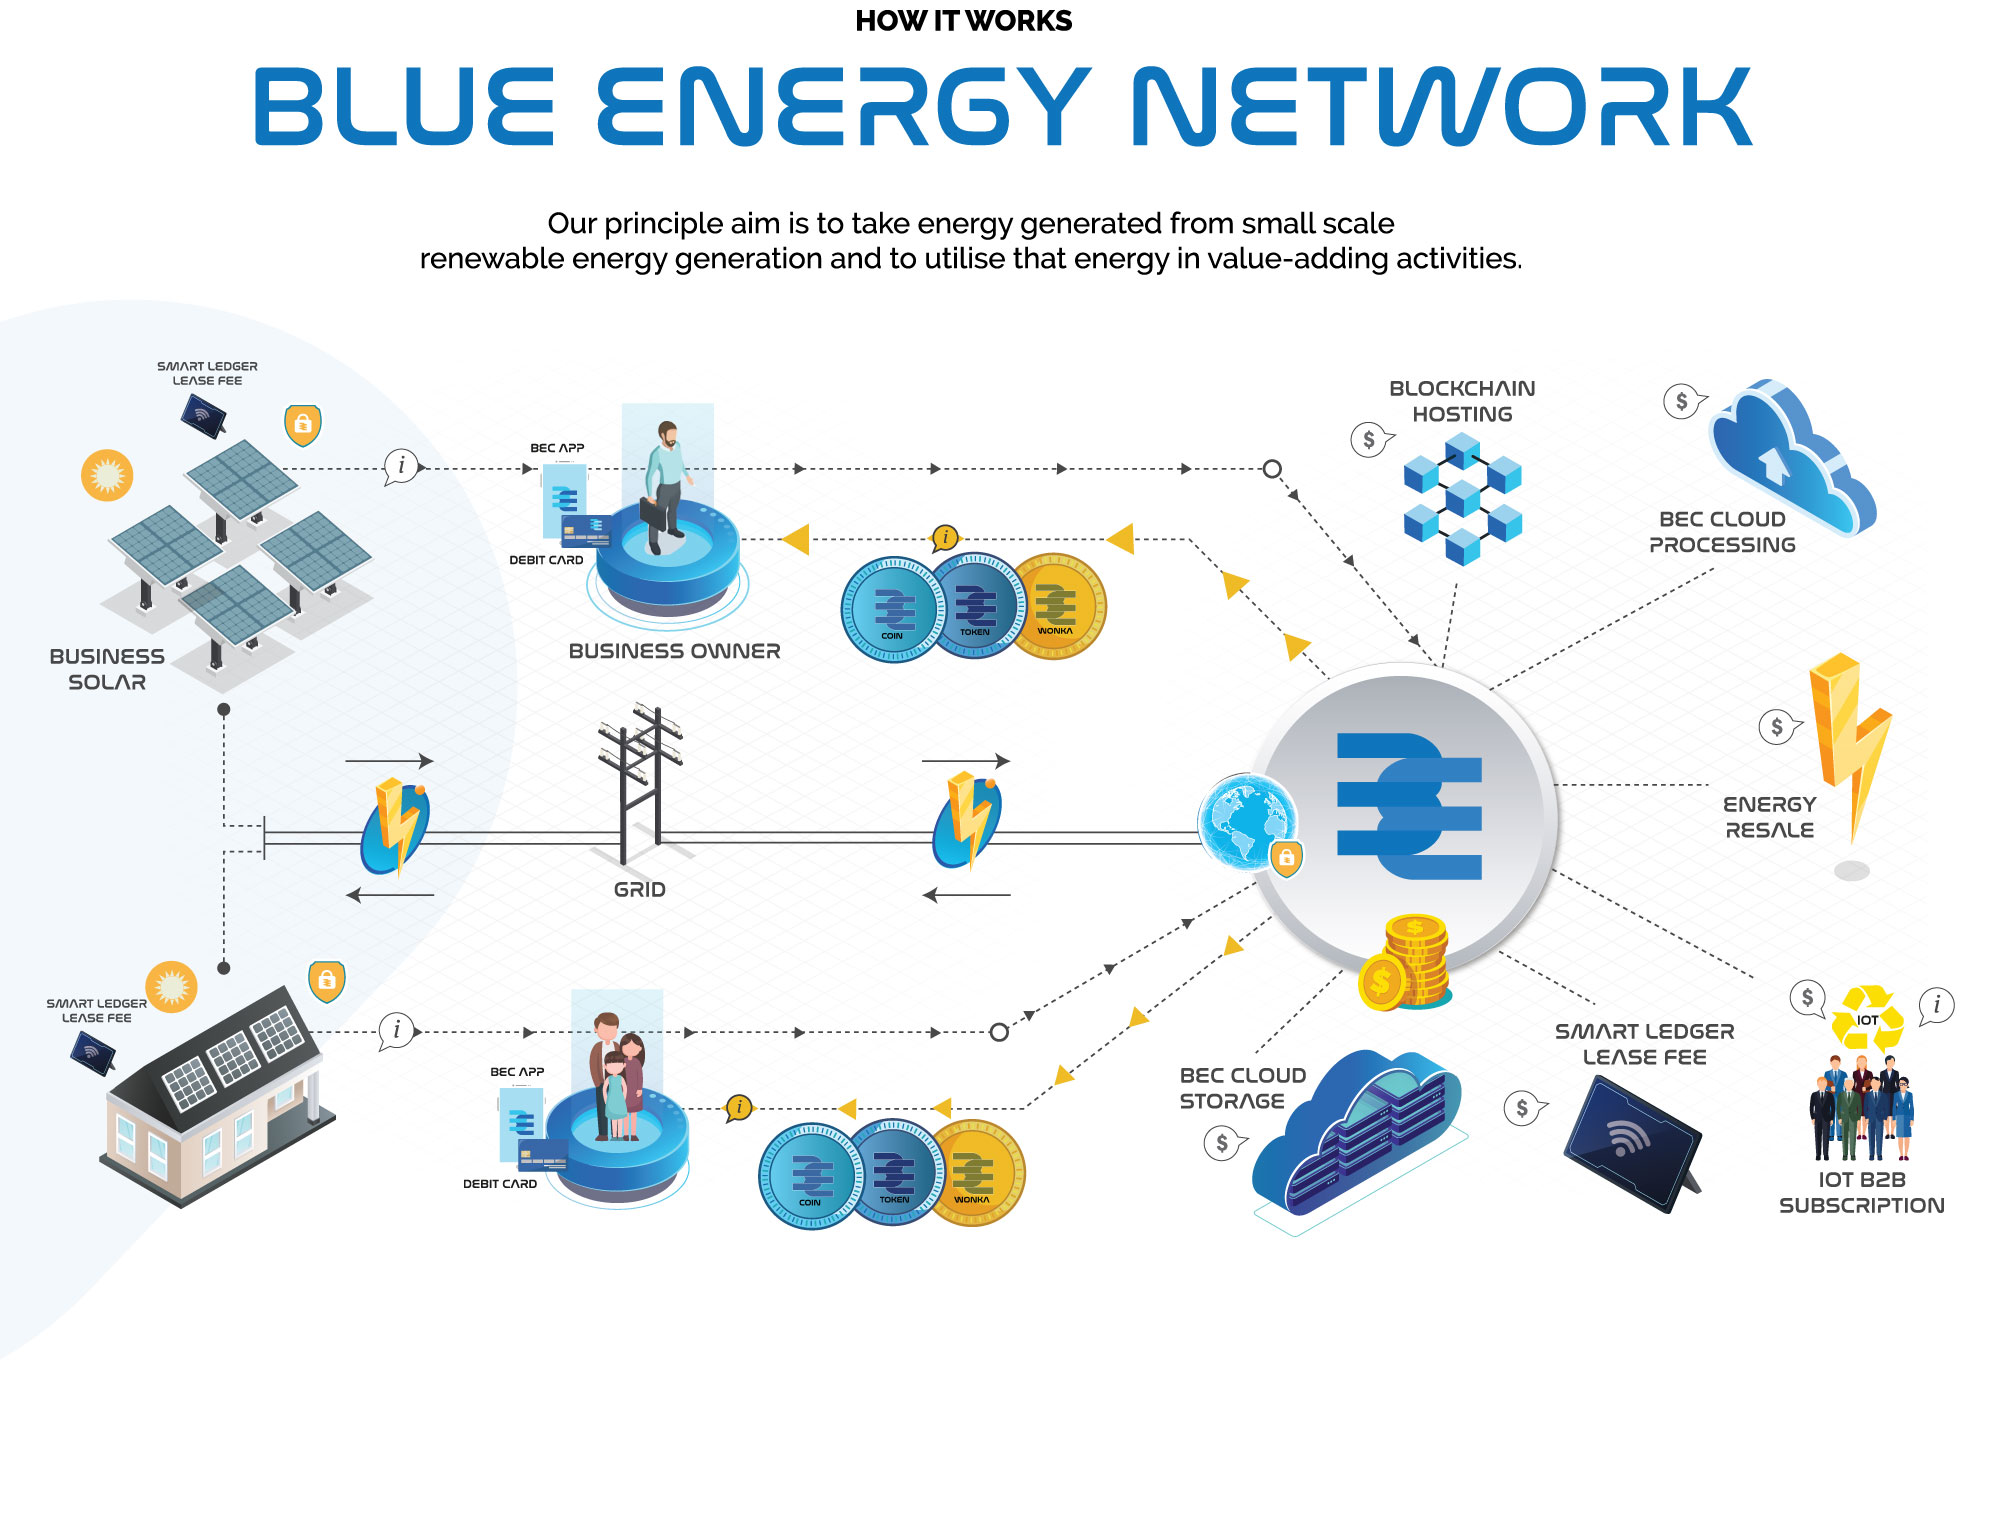 HOW IT WORKS
BLUE ENERGY NETWORK
Our principle aim is to take energy generated from small scale
renewable energy generation and to utilise that energy in value-adding activities.
SMART LEDGER
LEASE FEE
BUSINESS
SOLAR
i
BEC APP
DEBIT CARD
BUSINESS OWNER
i
COIN
TOKEN
WONKA
BLOCKCHAIN
HOSTING
$
$
BEC CLOUD
PROCESSING
GRID
$
ENERGY
RESALE
SMART LEDGER
LEASE FEE
i
BEC APP
DEBIT CARD
i
COIN
TOKEN
WONKA
$
$
BEC CLOUD
STORAGE
$
SMART LEDGER
LEASE FEE
$
$
IOT
i
IOT B2B
SUBSCRIPTION